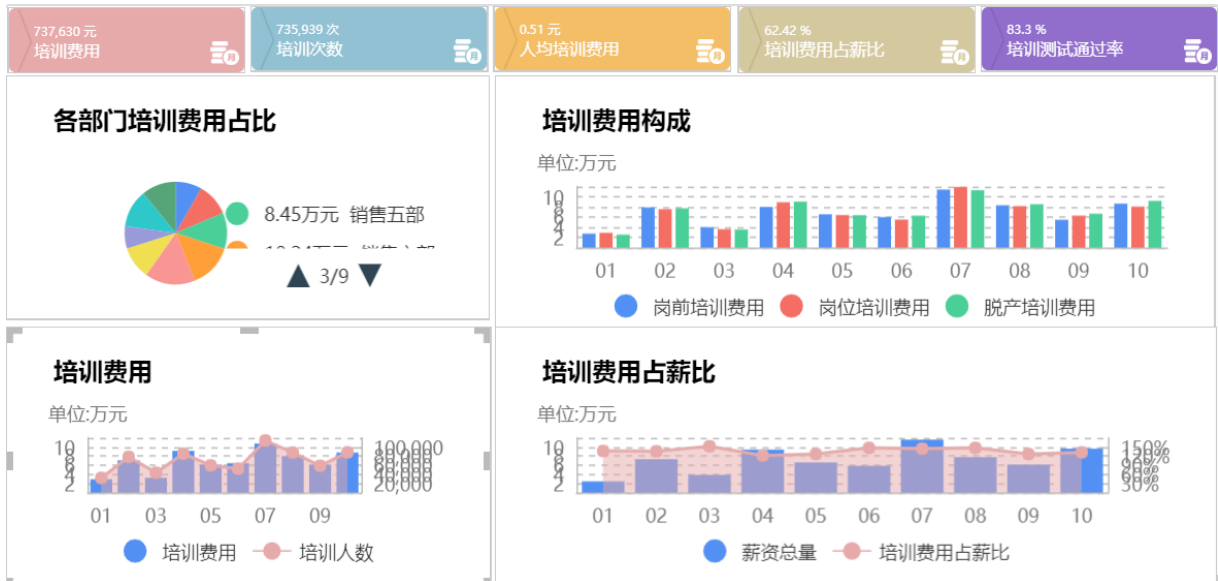 737,630 元
培训费用
月
735,939 次
培训次数
月
0.51 元
人均培训费用
月
62.42 %
培训费用占薪比
月
83.3 %
培训测试通过率
月
各部门培训费用占比
8.45万元 销售五部
3/9
培训费用构成
单位:万元
10
8
6
4
2
01 02 03 04 05 06 07 08 09 10
岗前培训费用 岗位培训费用 脱产培训费用
培训费用
单位:万元
10
8
6
4
2
100,000
80,000
60,000
40,000
20,000
01 03 05 07 09
培训费用 培训人数
培训费用占薪比
单位:万元
10
8
6
4
2
150%
120%
90%
60%
30%
01 02 03 04 05 06 07 08 09 10
薪资总量 培训费用占薪比